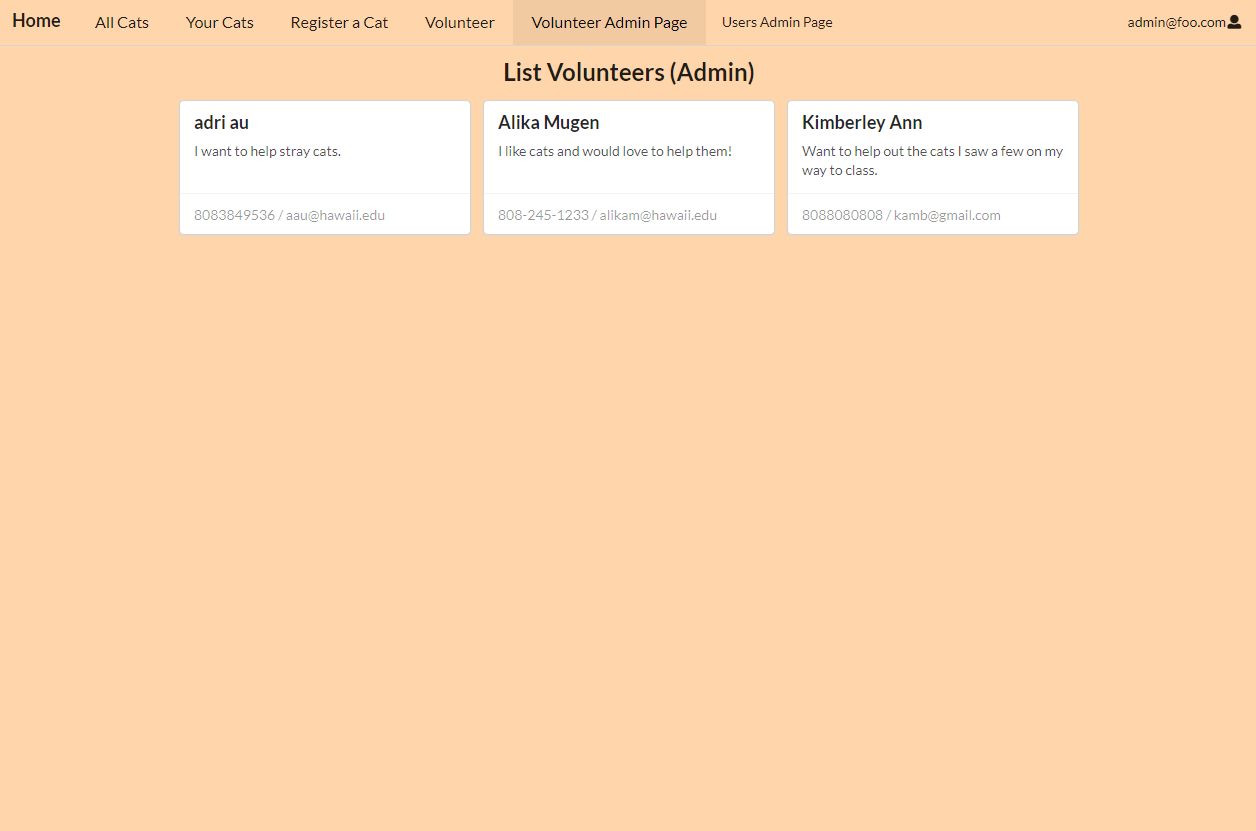 Home All Cats Your Cats Register a Cat Volunteer Volunteer Admin Page Users Admin Page admin@foo.com
List Volunteers (Admin)
adri au
I want to help stray cats.
8083849536 / aau@hawaii.edu
Alika Mugen
I like cats and would love to help them!
808-245-1233 / alikam@hawaii.edu
Kimberley Ann
Want to help out the cats I saw a few on my
way to class.
8088080808 / kamb@gmail.com